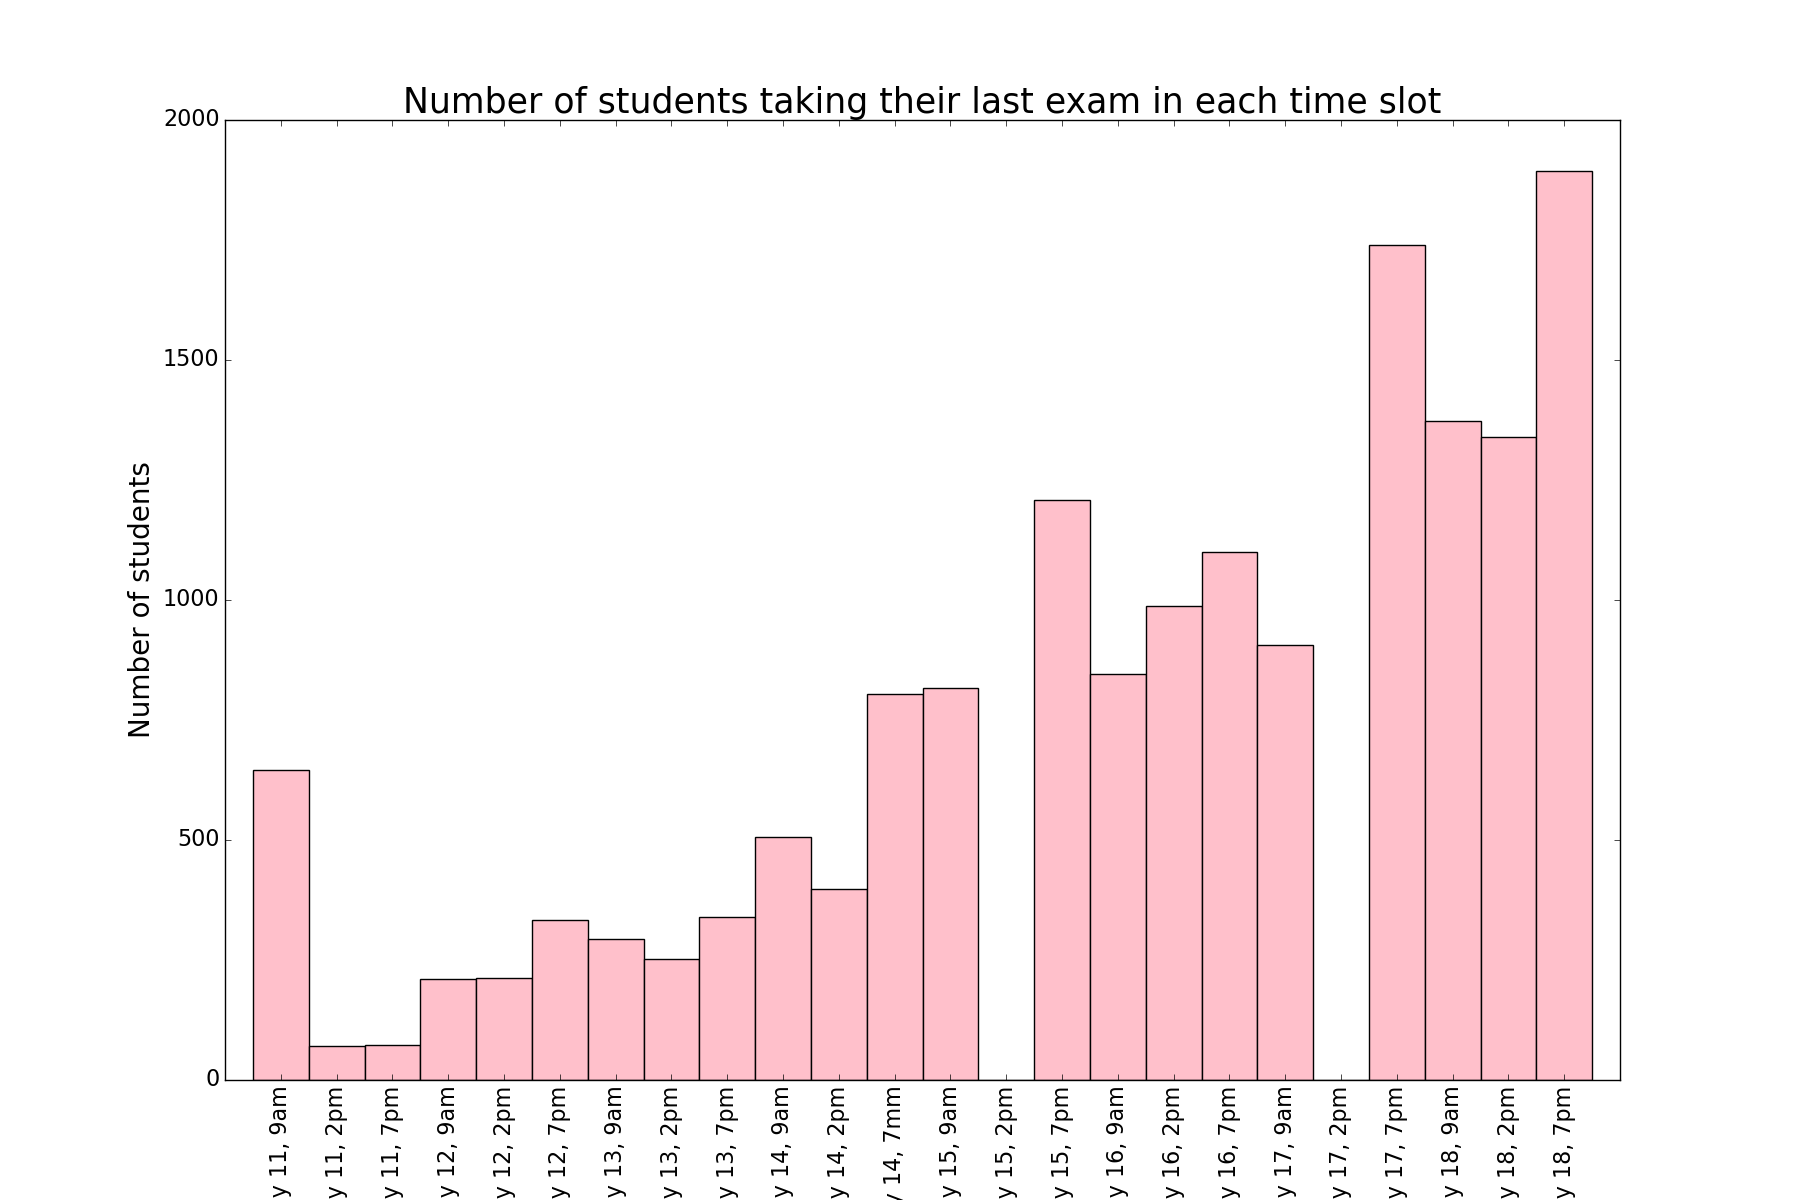 Number of students taking their last exam in each time slot
Number of students
2000
1500
1000
500
0
y 11, 9am
y 11, 2pm
y 11, 7pm
y 12, 9am
y 12, 2pm
y 12, 7pm
y 13, 9am
y 13, 2pm
y 13, 7pm
y 14, 9am
y 14, 2pm
y 14, 7mm
y 15, 9am
y 15, 2pm
y 15, 7pm
y 16, 9am
y 16, 2pm
y 16, 7pm
y 17, 9am
y 17, 2pm
y 17, 7pm
y 18, 9am
y 18, 2pm
y 18, 7pm